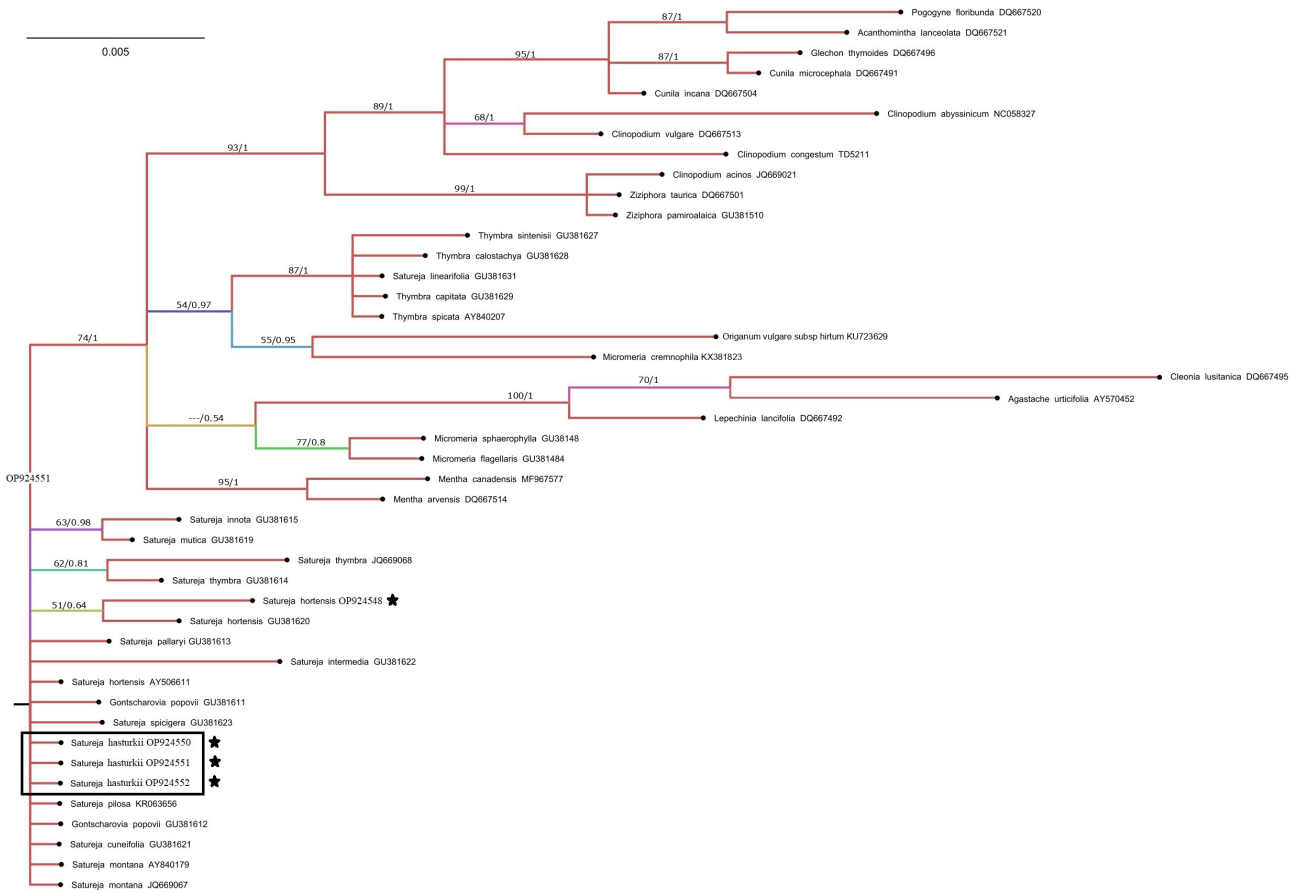 Pogogyne floribunda DQ667520
87/1
Acanthomintha lanceolata DQ667521
0.005
Glechon thymoides DQ667496
95/1
87/1
Cunila microcephala DQ667491
Cunila incana DQ667504
89/1
Clinopodium abyssinicum NC058327
68/1
Clinopodium vulgare DQ667513
93/1
Clinopodium congestum TD5211
Clinopodium acinos JQ669021
99/1
Ziziphora taurica DQ667501
Ziziphora pamiroalaica GU381510
Thymbra sintenisii GU381627
Thymbra calostachya GU381628
87/1
Satureja linearifolia GU381631
Thymbra capitata GU381629
54/0.97
Thymbra spicata AY840207
74/1
55/0.95
Origanum vulgare subsp hirtum KU723629
Micromeria cremnophila KX381823
70/1
Cleonia lusitanica DQ667495
100/1
Agastache urticifolia AY570452
---/0.54
Lepechinia lancifolia DQ667492
77/0.8
Micromeria sphaerophylla GU38148
Micromeria flagellaris GU381484
OP924551
95/1
Mentha canadensis MF967577
Mentha arvensis DQ667514
63/0.98
Satureja innota GU381615
Satureja mutica GU381619
62/0.81
Satureja thymbra JQ669068
Satureja thymbra GU381614
51/0.64
Satureja hortensis OP924548
Satureja hortensis GU381620
Satureja pallaryi GU381613
Satureja intermedia GU381622
Satureja hortensis AY506611
Gontscharovia popovii GU381611
Satureja spicigera GU381623
Satureja hasturkii OP924550
Satureja hasturkii OP924551
Satureja hasturkii OP924552
Satureja pilosa KR063656
Gontscharovia popovii GU381612
Satureja cuneifolia GU381621
Satureja montana AY840179
Satureja montana JQ669067